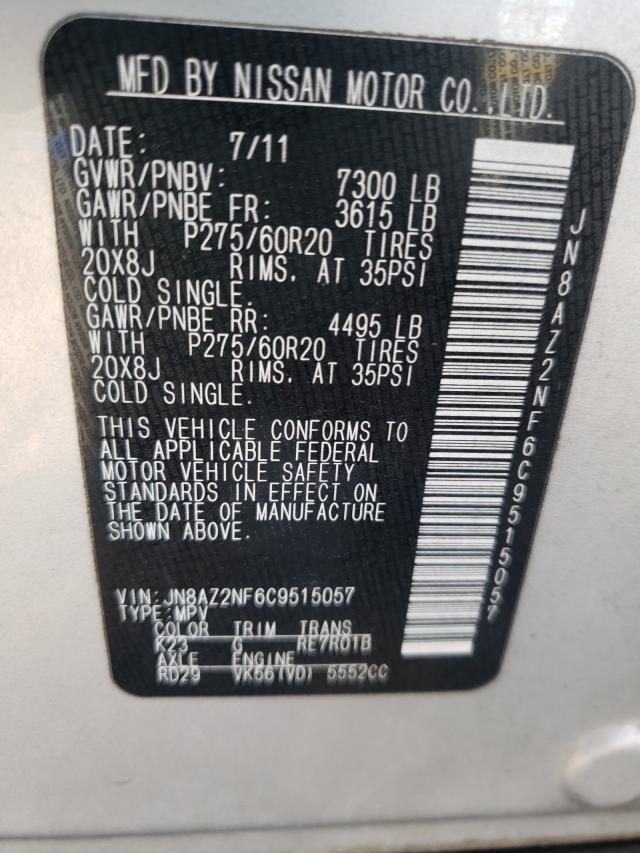 MFD BY NISSAN MOTOR CO.,LTD.
DATE: 7/11
GVWR/PNBV: 7300 LB
GAWR/PNBE FR: 3615 LB
WITH P275/60R20 TIRES
20X8J RIMS. AT 35PSI
COLD SINGLE.
GAWR/PNBE RR: 4495 LB
WITH P275/60R20 TIRES
20X8J RIMS. AT 35PSI
COLD SINGLE.
THIS VEHICLE CONFORMS TO
ALL APPLICABLE FEDERAL
MOTOR VEHICLE SAFETY
STANDARDS IN EFFECT ON
THE DATE OF MANUFACTURE
SHOWN ABOVE.
VIN: JN8AZ2NF6C9515057
TYPE: MPV
COLOR TRIM TRANS
K23 G RE7R01B
AXLE ENGINE
RD29 VK56(VD) 5552CC
JN8AZ2NF6C9515057